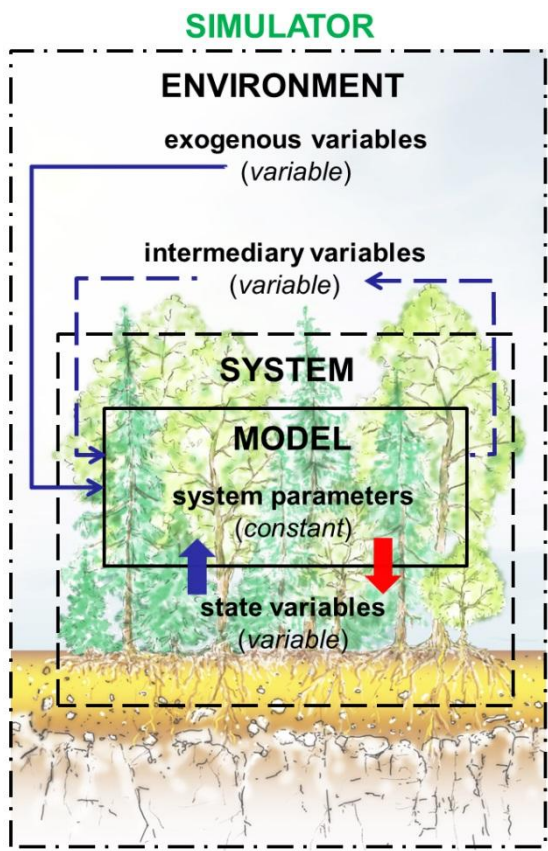 SIMULATOR
ENVIRONMENT
exogenous variables
(variable)
intermediary variables
(variable)
SYSTEM
MODEL
system parameters
(constant)
state variables
(variable)